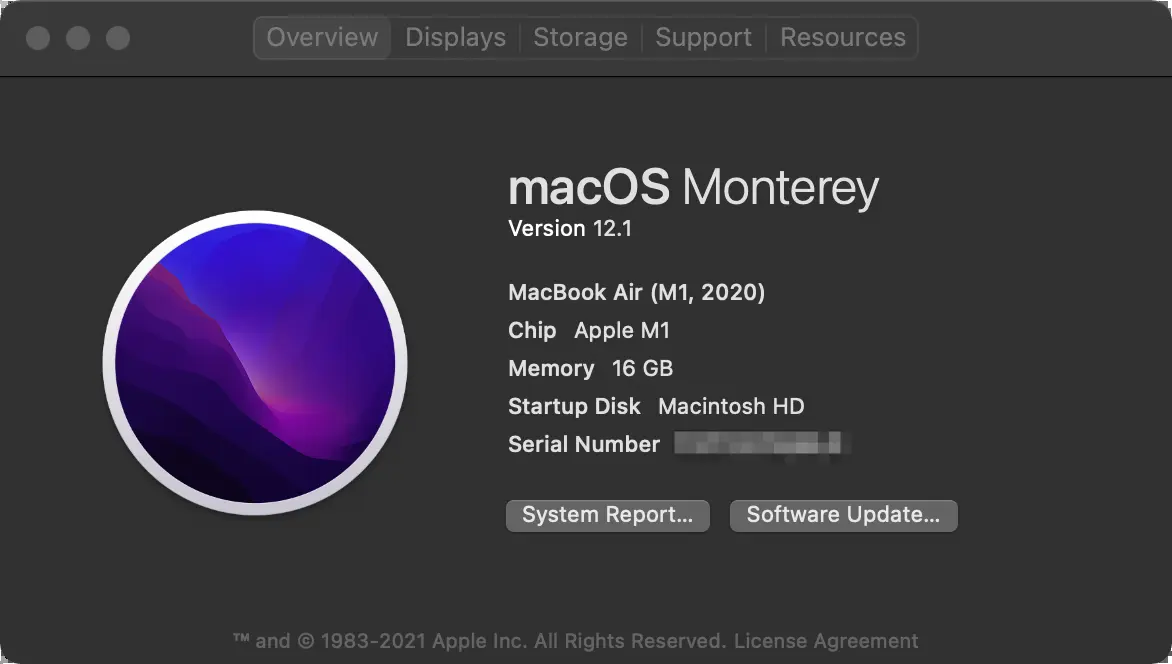 Overview Displays Storage Support Resources
macOS Monterey
Version 12.1
MacBook Air (M1, 2020)
Chip Apple M1
Memory 16 GB
Startup Disk Macintosh HD
Serial Number
System Report... Software Update...
™ and © 1983-2021 Apple Inc. All Rights Reserved. License Agreement